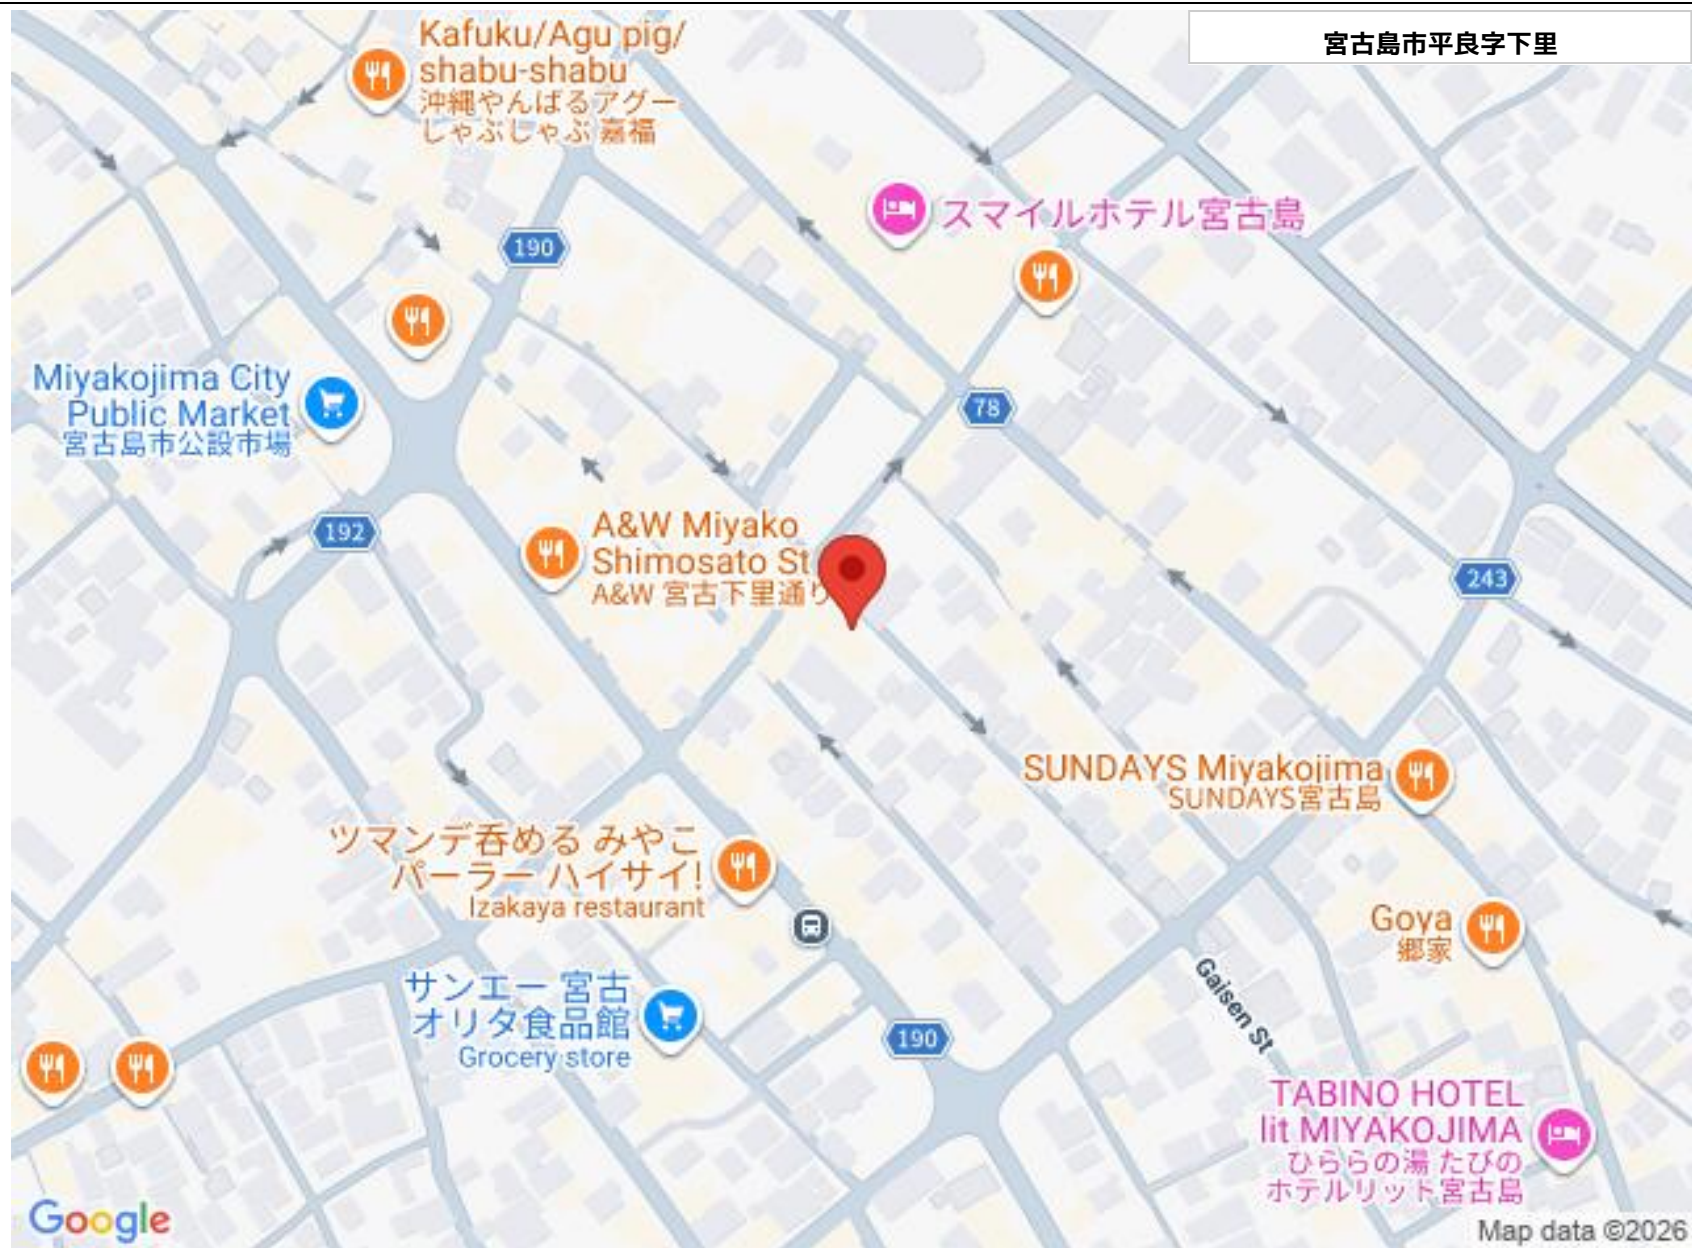 宮古島市平良字下里
Kafuku/Agu pig/
shabu-shabu
沖縄やんばるアグー
しゃぶしゃぶ 嘉福
スマイルホテル宮古島
190
Miyakojima City
Public Market
宮古島市公設市場
78
192
A&W Miyako
Shimosato St
A&W 宮古下里通り
243
SUNDAYS Miyakojima
SUNDAYS宮古島
ツマンデ呑める みやこ
パーラー ハイサイ!
Izakaya restaurant
Goya
郷家
サンエー 宮古
オリタ食品館
Grocery store
Gaisen St
190
TABINO HOTEL
lit MIYAKOJIMA
ひららの湯 たびの
ホテルリット宮古島
Google
Map data ©2026